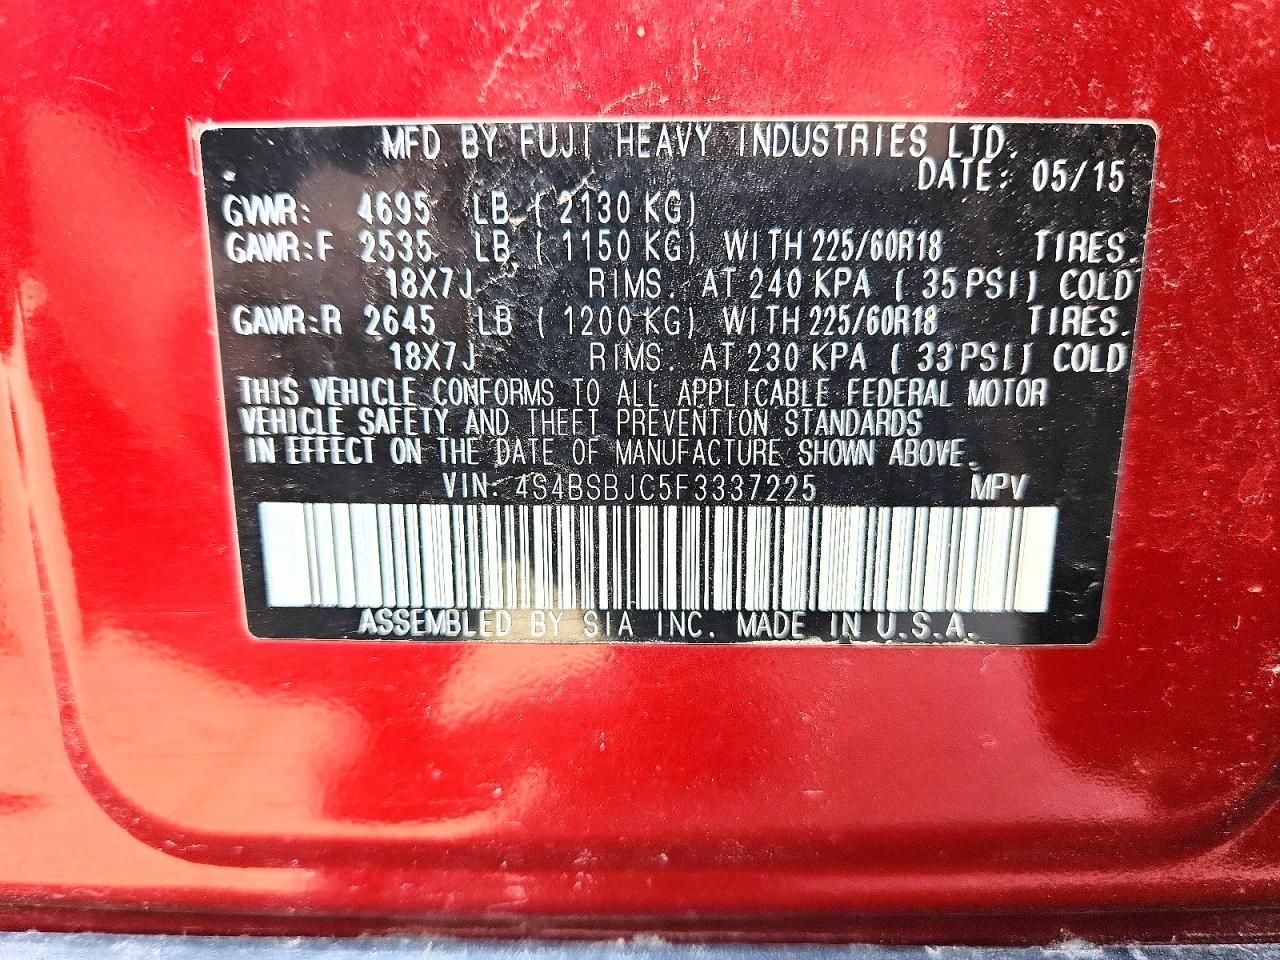 MFD BY FUJI HEAVY INDUSTRIES LTD.
DATE: 05/15
GVWR: 4695 LB ( 2130 KG)
GAWR:F 2535 LB ( 1150 KG) WITH 225/60R18 TIRES.
18X7J RIMS. AT 240 KPA ( 35 PSI) COLD
GAWR:R 2645 LB ( 1200 KG) WITH 225/60R18 TIRES.
18X7J RIMS. AT 230 KPA ( 33 PSI) COLD
THIS VEHICLE CONFORMS TO ALL APPLICABLE FEDERAL MOTOR
VEHICLE SAFETY AND THEFT PREVENTION STANDARDS
IN EFFECT ON THE DATE OF MANUFACTURE SHOWN ABOVE.
VIN: 4S4BSBJC5F3337225 MPV
ASSEMBLED BY SIA INC. MADE IN U.S.A.